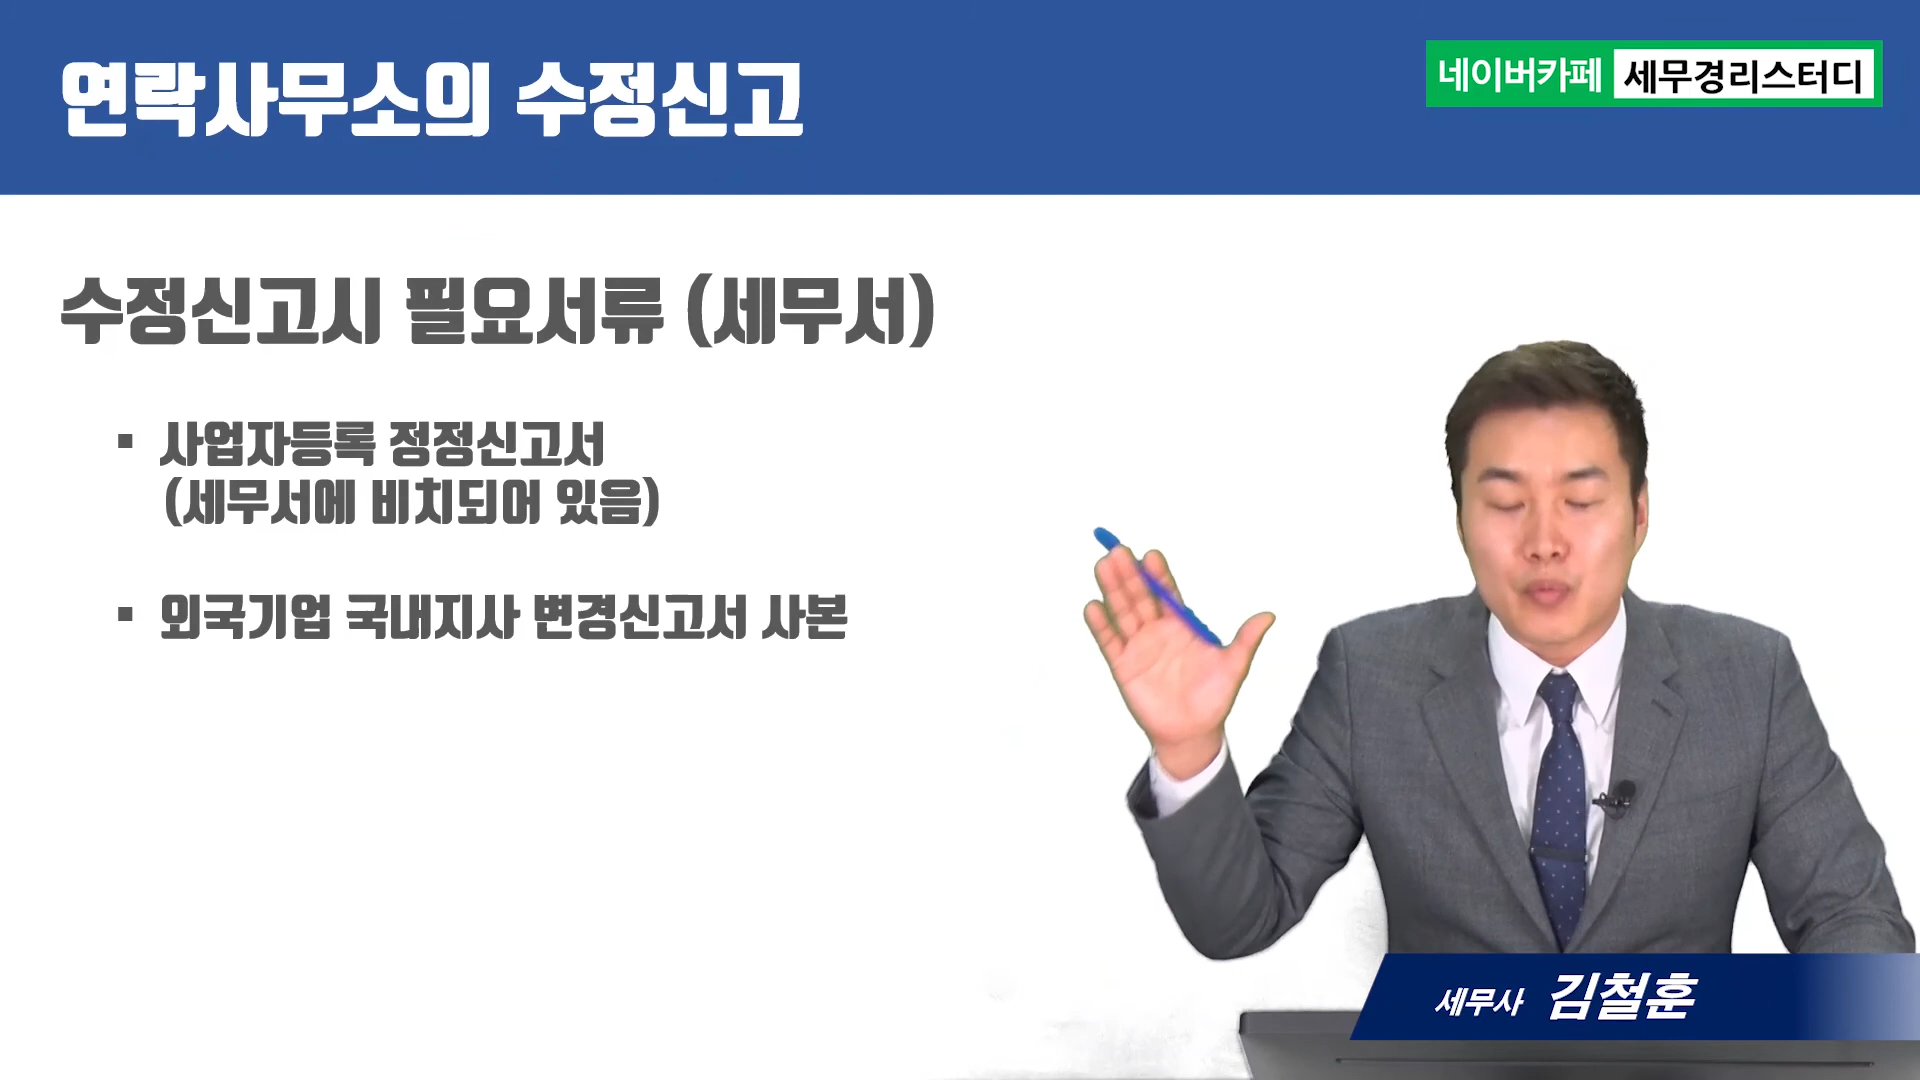 연락사무소의 수정신고
네이버카페 세무경리스터디
수정신고시 필요서류 (세무서)
▪ 사업자등록 정정신고서
(세무서에 비치되어 있음)
▪ 외국기업 국내지사 변경신고서 사본
세무사 김철훈